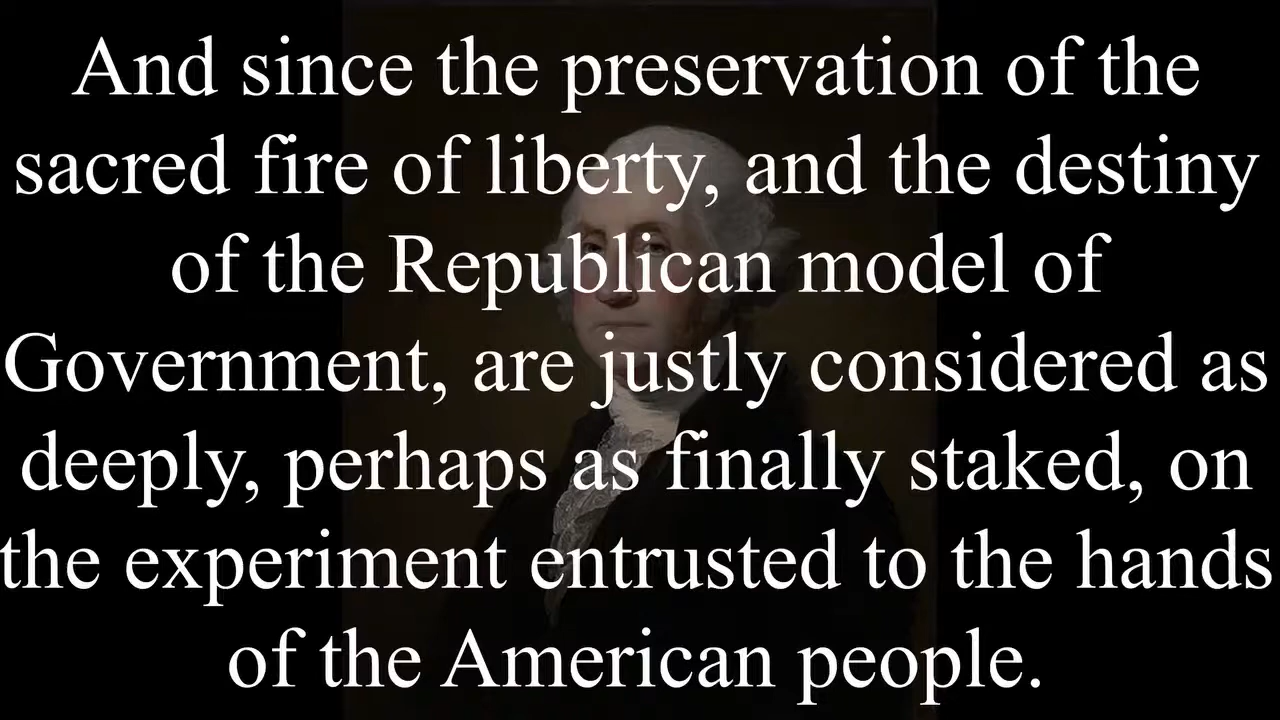 And since the preservation of the
sacred fire of liberty, and the destiny
of the Republican model of
Government, are justly considered as
deeply, perhaps as finally staked, on
the experiment entrusted to the hands
of the American people.